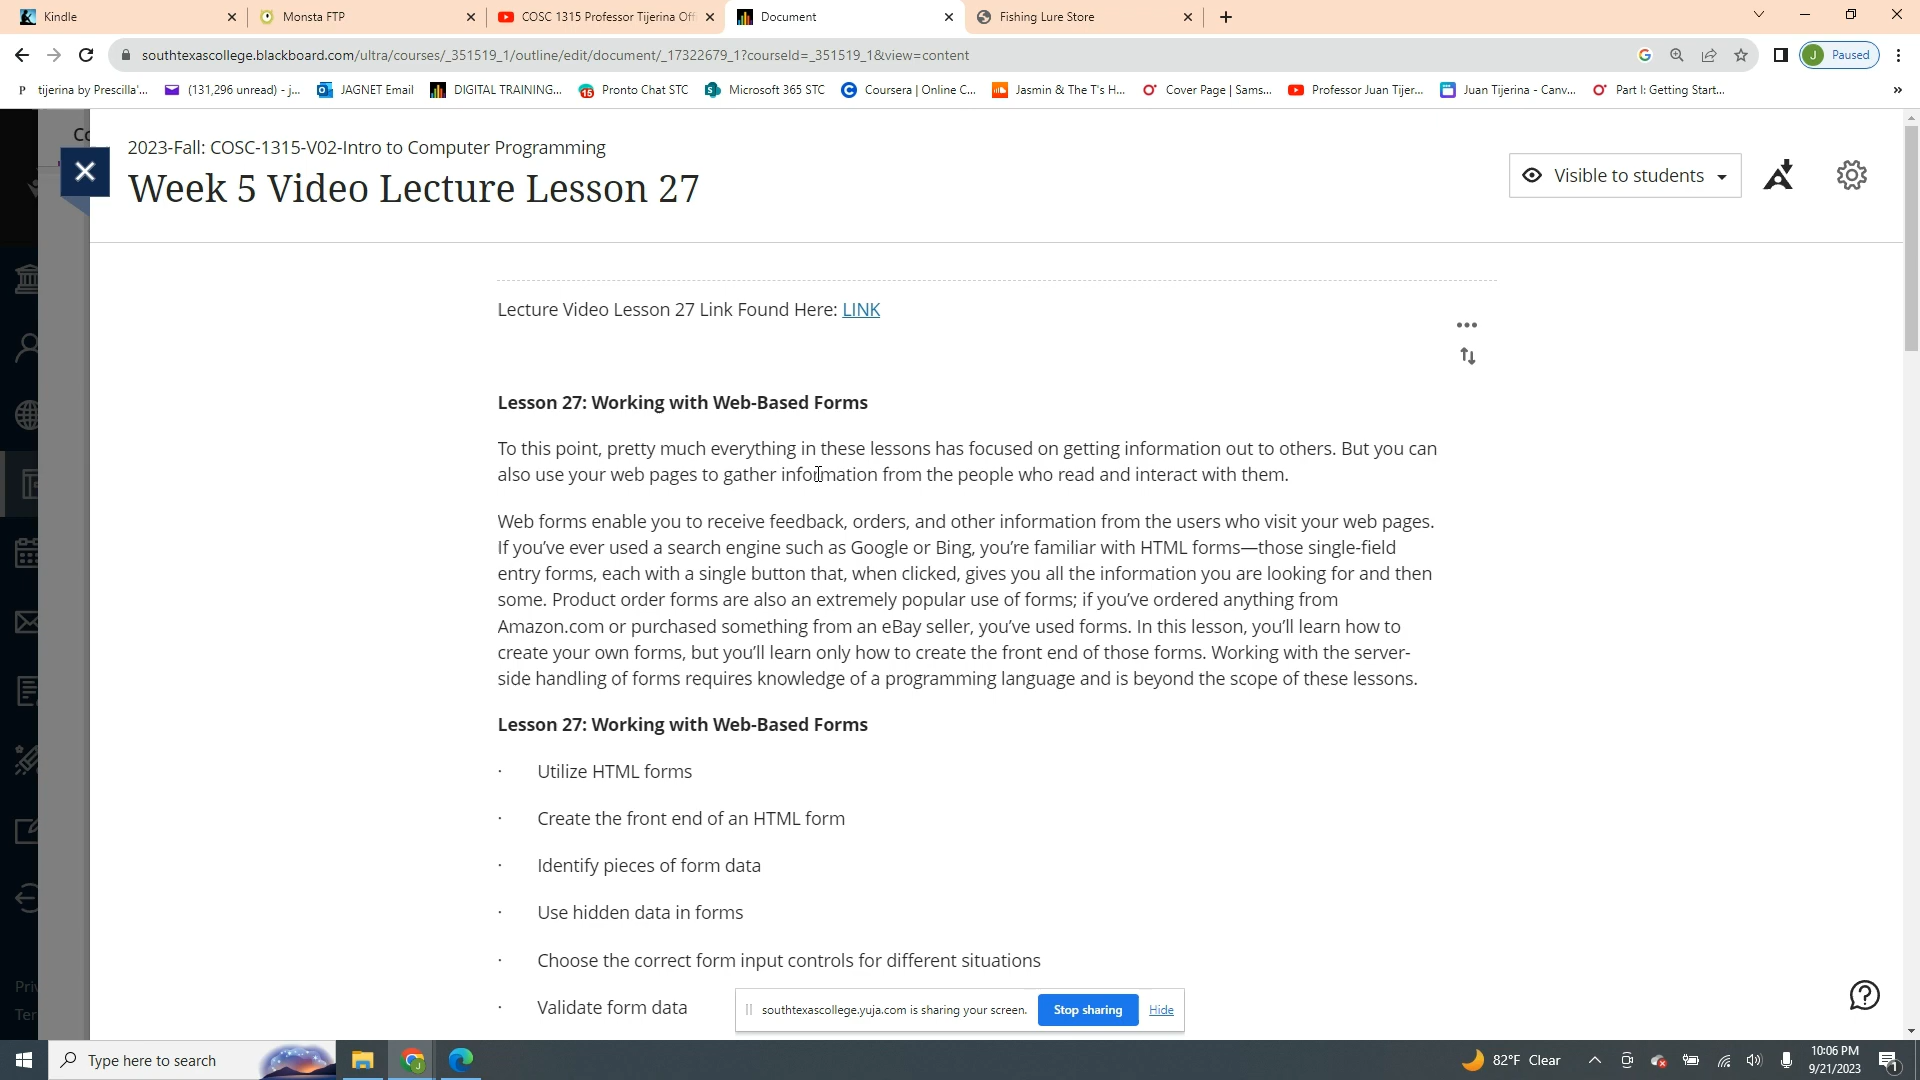 Kindle
Monsta FTP
COSC 1315 Professor Tijerina Off
Document
Fishing Lure Store
southtexascollege.blackboard.com/ultra/courses/_351519_1/outline/edit/document/_17322679_1?courseId=_351519_1&view=content
J Paused
P tijerina by Prescilla'...
(131,296 unread) - j...
JAGNET Email
DIGITAL TRAINING...
15 Pronto Chat STC
Microsoft 365 STC
Coursera | Online C...
Jasmin & The T's H...
Cover Page | Sams...
Professor Juan Tijer...
Juan Tijerina - Canv...
Part I: Getting Start...
2023-Fall: COSC-1315-V02-Intro to Computer Programming
Week 5 Video Lecture Lesson 27
Visible to students
Lecture Video Lesson 27 Link Found Here: LINK
Lesson 27: Working with Web-Based Forms
To this point, pretty much everything in these lessons has focused on getting information out to others. But you can
also use your web pages to gather information from the people who read and interact with them.
Web forms enable you to receive feedback, orders, and other information from the users who visit your web pages.
If you've ever used a search engine such as Google or Bing, you're familiar with HTML forms—those single-field
entry forms, each with a single button that, when clicked, gives you all the information you are looking for and then
some. Product order forms are also an extremely popular use of forms; if you've ordered anything from
Amazon.com or purchased something from an eBay seller, you've used forms. In this lesson, you'll learn how to
create your own forms, but you'll learn only how to create the front end of those forms. Working with the server-
side handling of forms requires knowledge of a programming language and is beyond the scope of these lessons.
Lesson 27: Working with Web-Based Forms
· Utilize HTML forms
· Create the front end of an HTML form
· Identify pieces of form data
· Use hidden data in forms
· Choose the correct form input controls for different situations
· Validate form data
southtexascollege.yuja.com is sharing your screen.
Stop sharing
Hide
Type here to search
82°F Clear
10:06 PM
9/21/2023
1